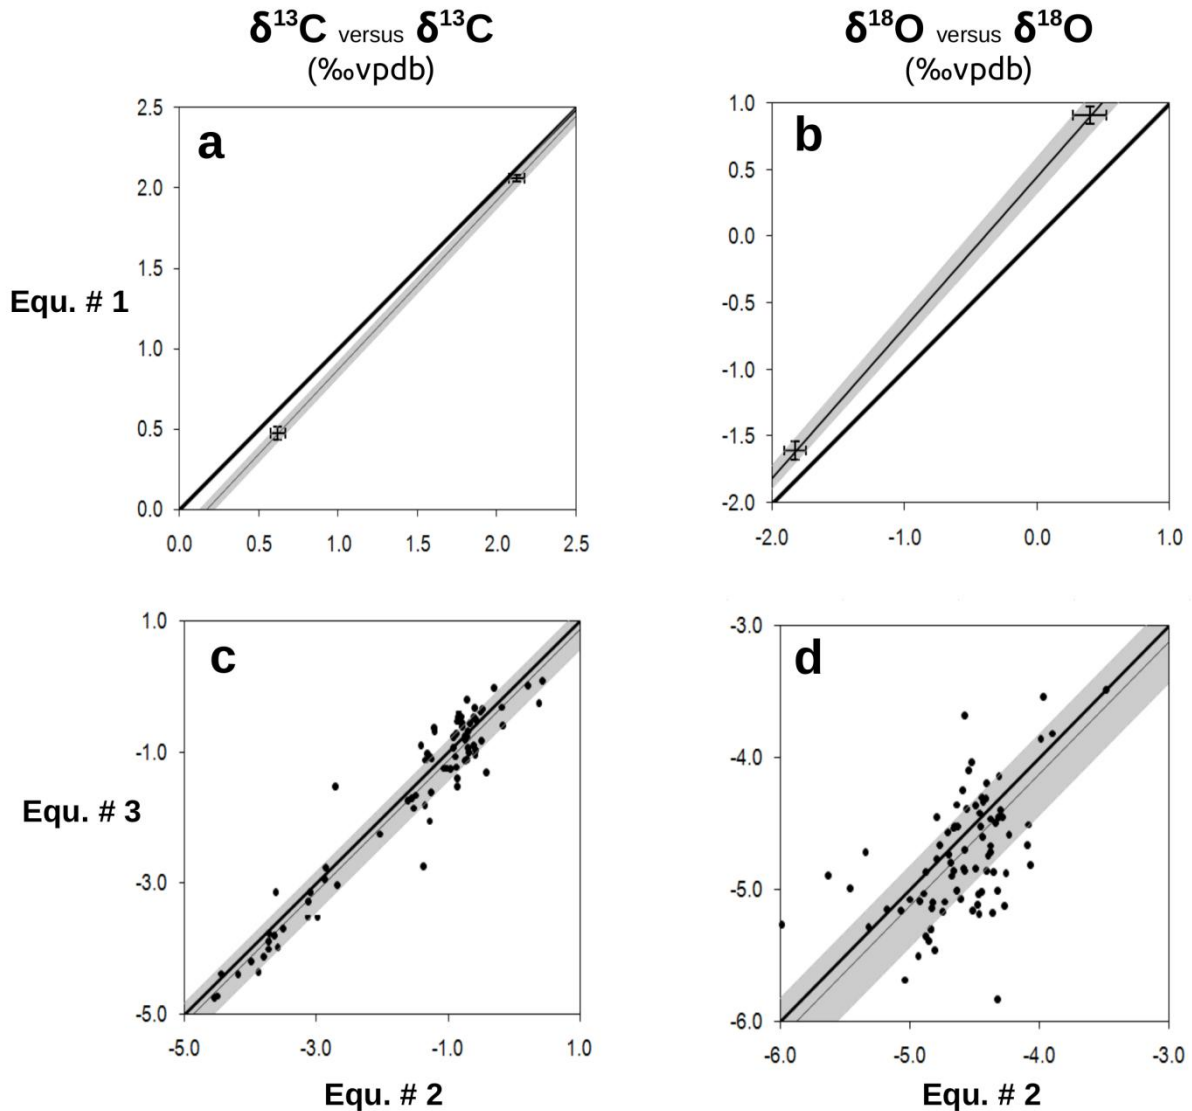 δ¹³C versus δ¹³C
(‰vpdb)
δ¹⁸O versus δ¹⁸O
(‰vpdb)
a
2.5
2.0
1.5
1.0
0.5
0.0
0.0 0.5 1.0 1.5 2.0 2.5
Equ. # 1
b
1.0
0.5
0.0
-0.5
-1.0
-1.5
-2.0
-2.0 -1.0 0.0 1.0
c
1.0
-1.0
-3.0
-5.0
-5.0 -3.0 -1.0 1.0
Equ. # 3
Equ. # 2
d
-3.0
-4.0
-5.0
-6.0
-6.0 -5.0 -4.0 -3.0
Equ. # 2